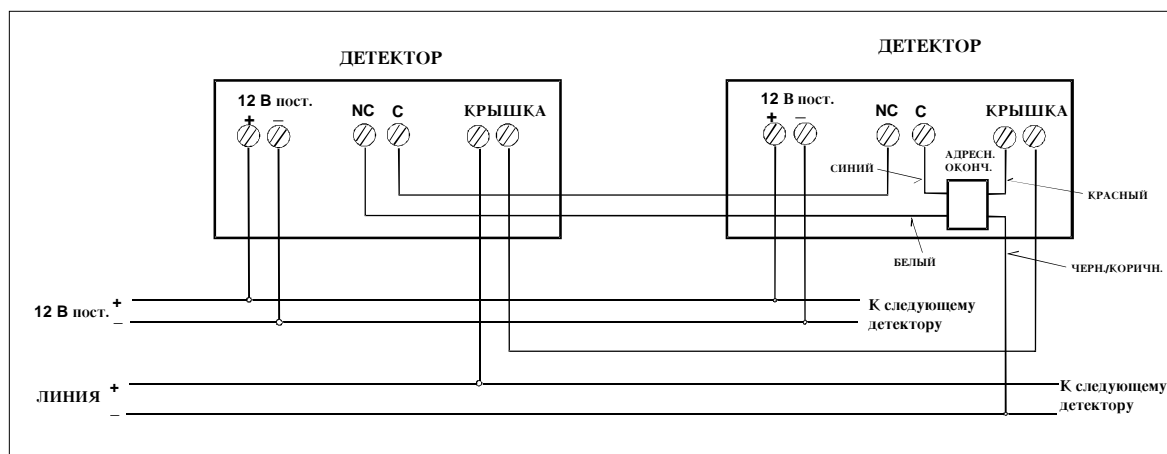 ДЕТЕКТОР
ДЕТЕКТОР
12 В пост.
+
–
NC
C
КРЫШКА
12 В пост.
+
–
NC
C
КРЫШКА
АДРЕСН.
ОКОНЧ.
СИНИЙ
КРАСНЫЙ
БЕЛЫЙ
ЧЕРН./КОРИЧН.
12 В пост.
+
–
К следующему
детектору
ЛИНИЯ
+
–
К следующему
детектору